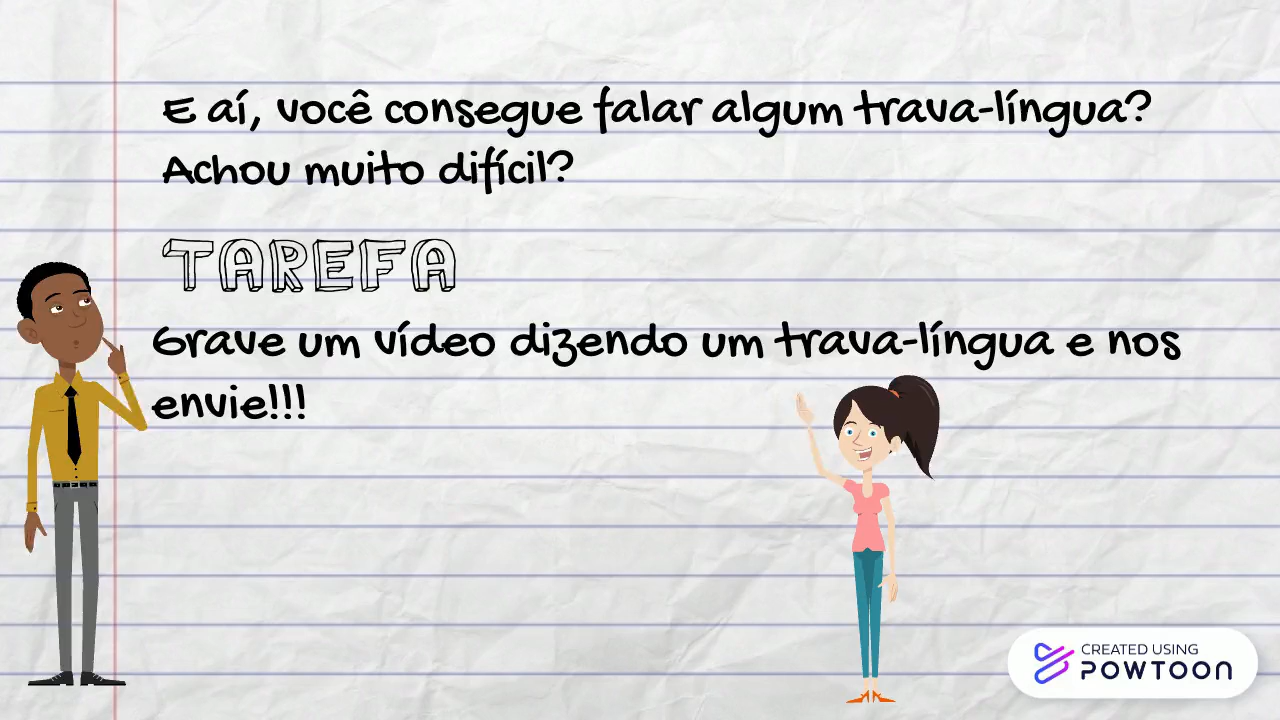 E aí, você consegue falar algum trava-língua?
Achou muito difícil?
TAREFA
Grave um vídeo dizendo um trava-língua e nos
envie!!!
CREATED USING
POWTOON